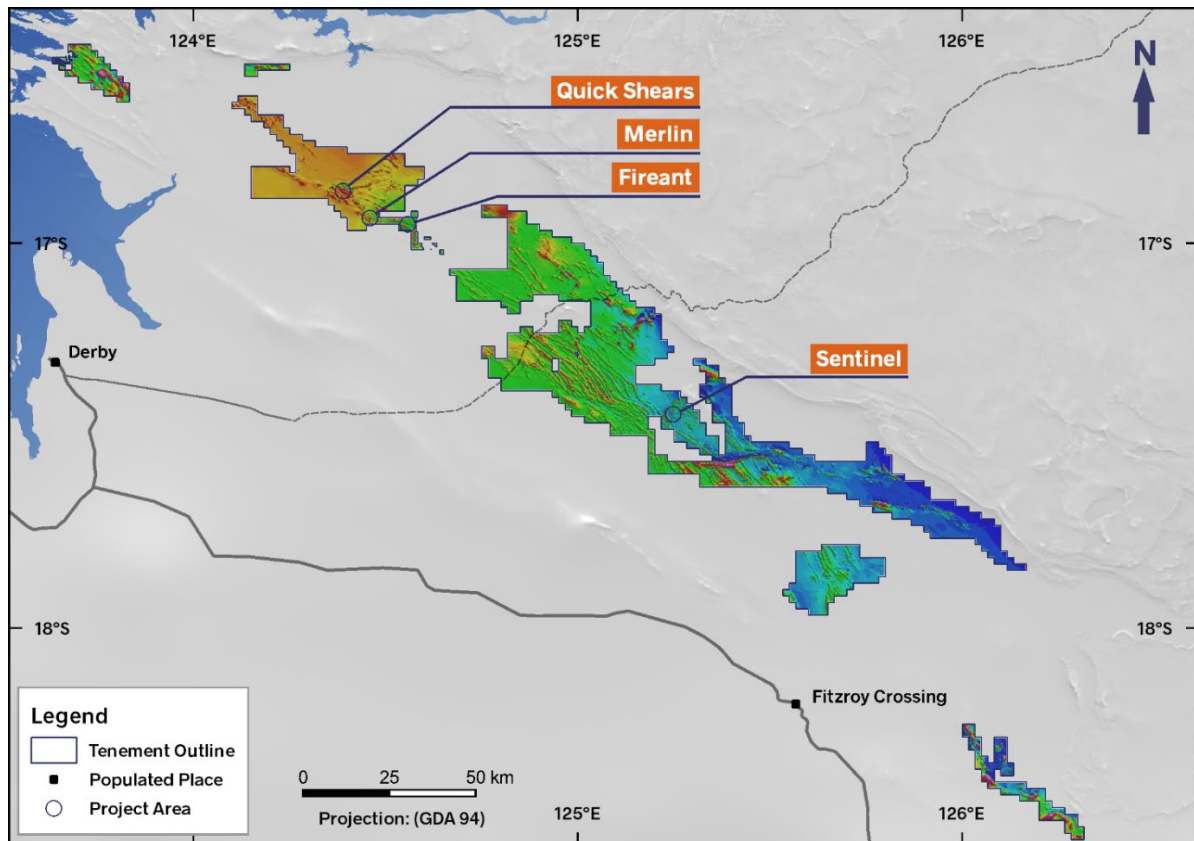 124°E
125°E
126°E
N
Quick Shears
Merlin
Fireant
17°S
17°S
Derby
Sentinel
18°S
18°S
Fitzroy Crossing
Legend
Tenement Outline
Populated Place
Project Area
0 25 50 km
Projection: (GDA 94)
125°E
126°E